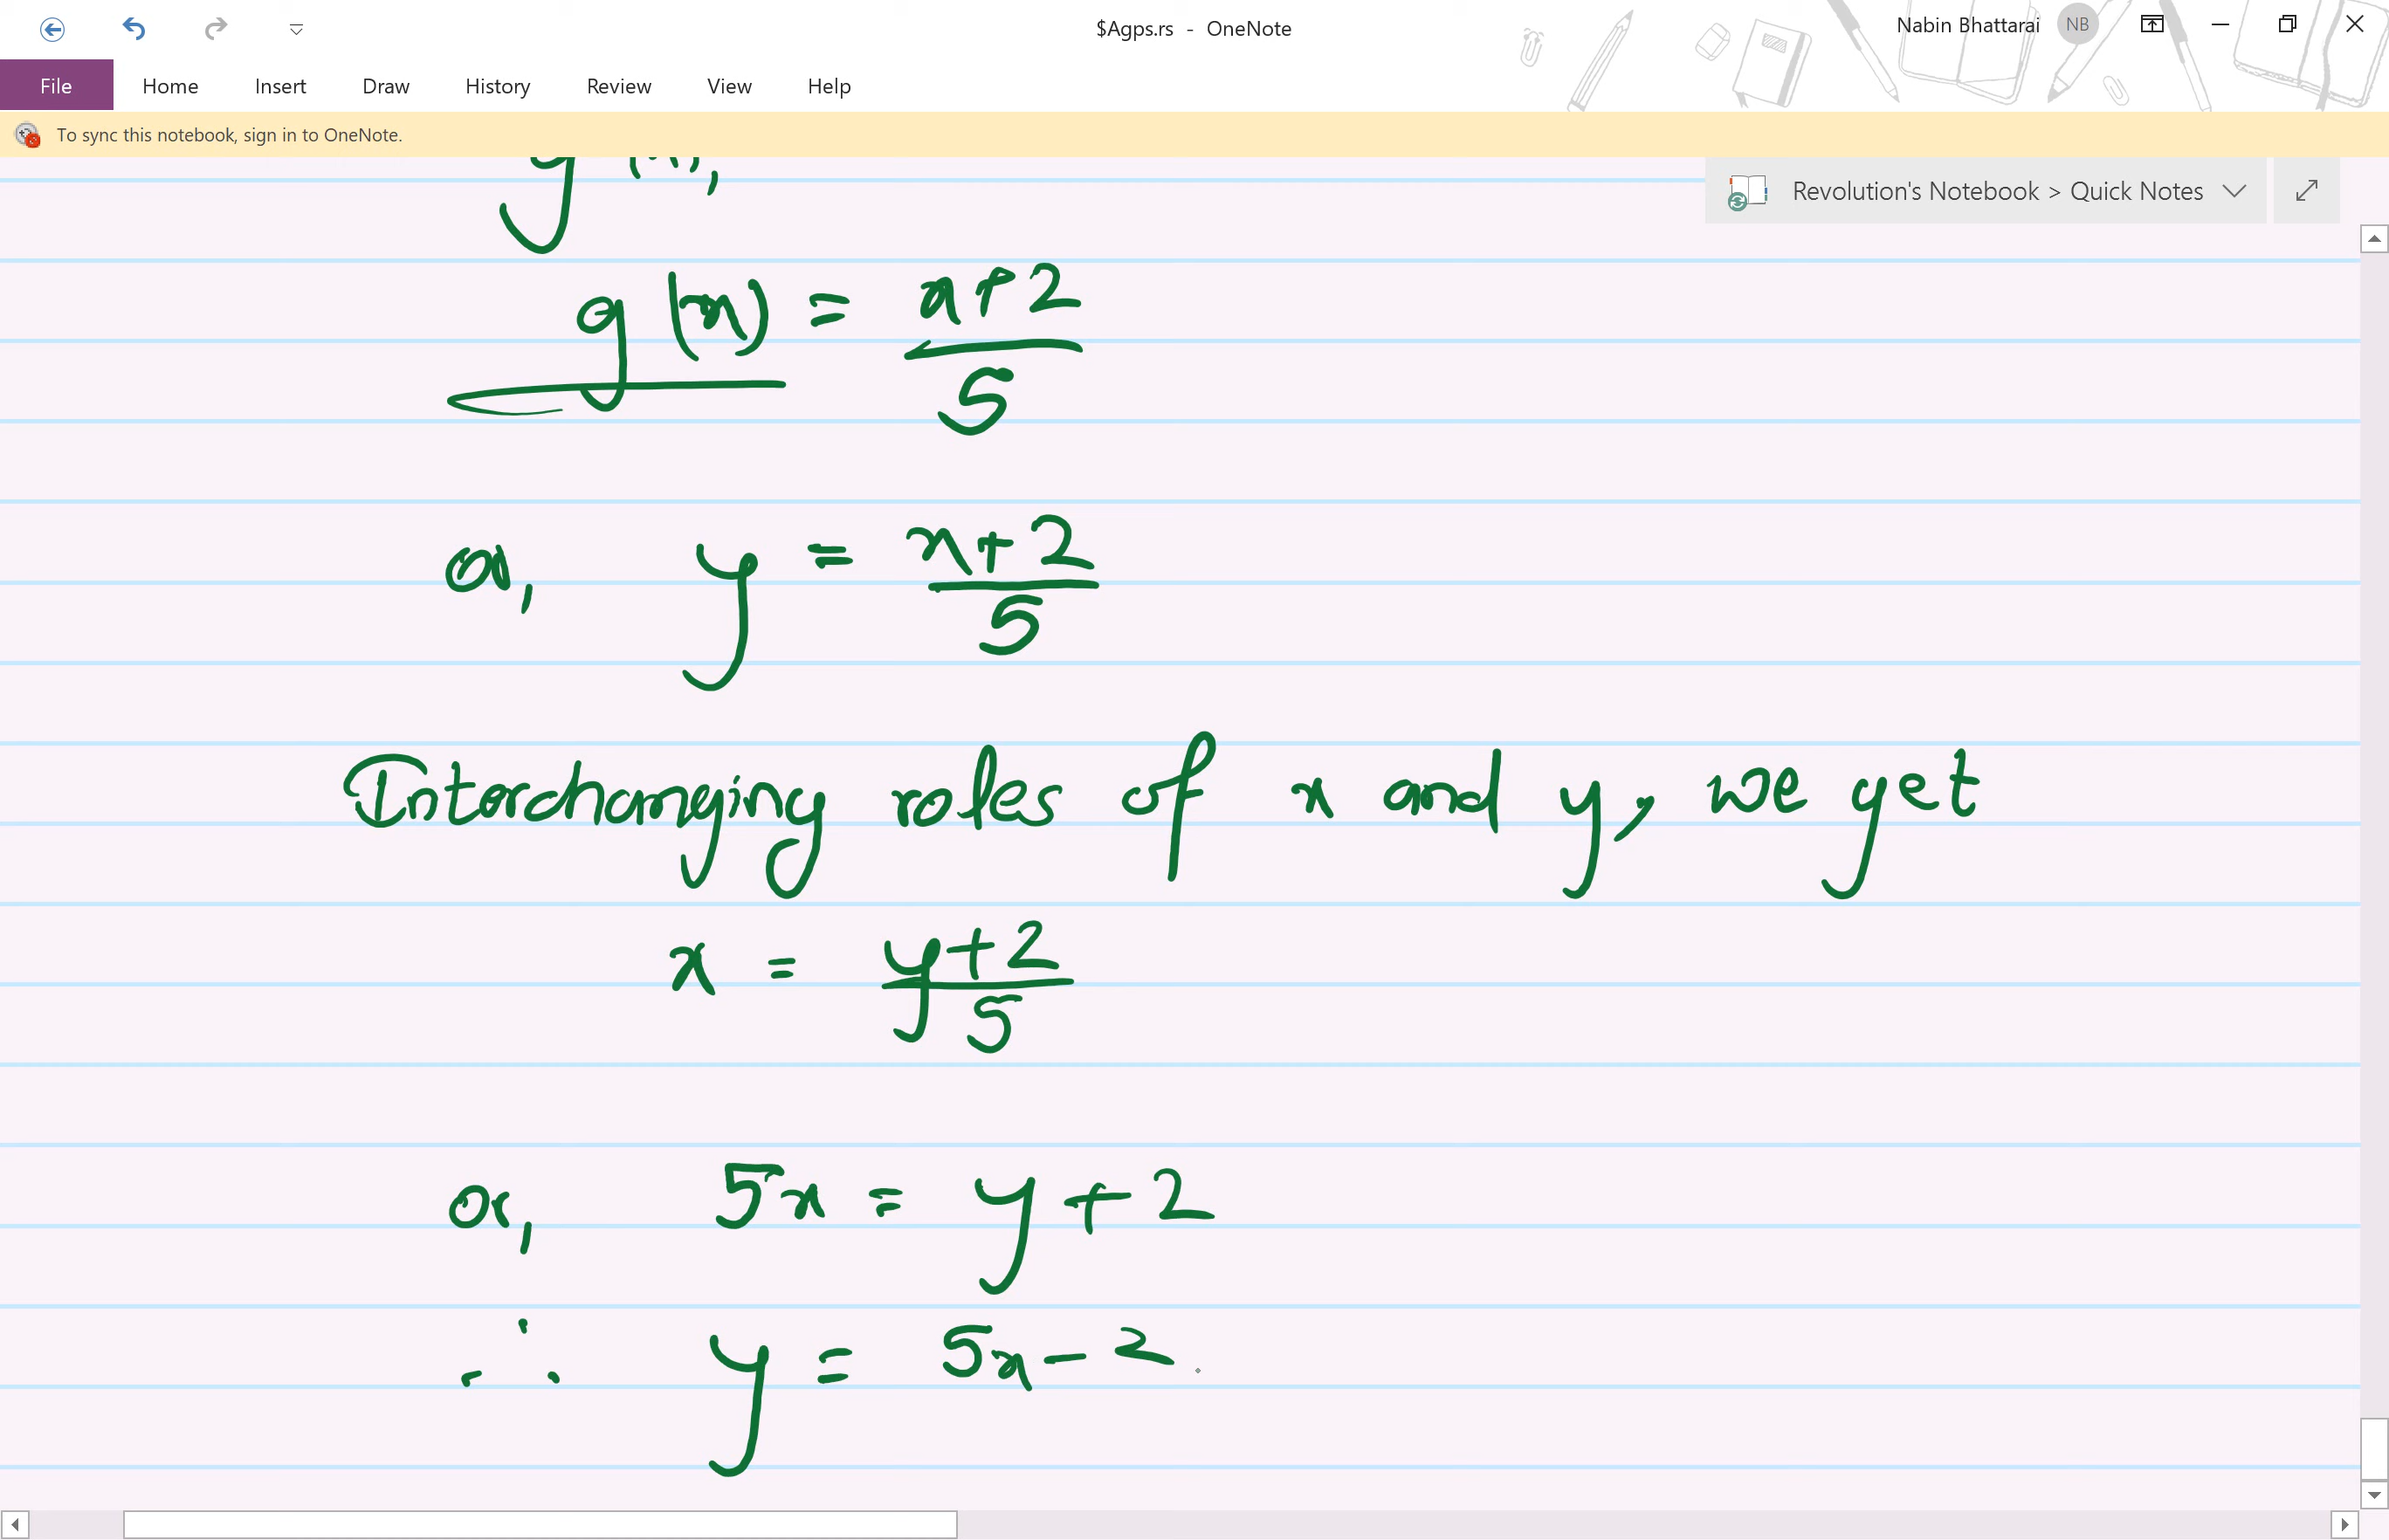 $Agps.rs - OneNote
Nabin Bhattarai NB
File Home Insert Draw History Review View Help
To sync this notebook, sign in to OneNote.
Revolution's Notebook > Quick Notes
g(x) = x+2
5
or, y = x+2
5
Interchanging roles of x and y, we get
x = y+2
5
or, 5x = y+2
∴ y = 5x-2